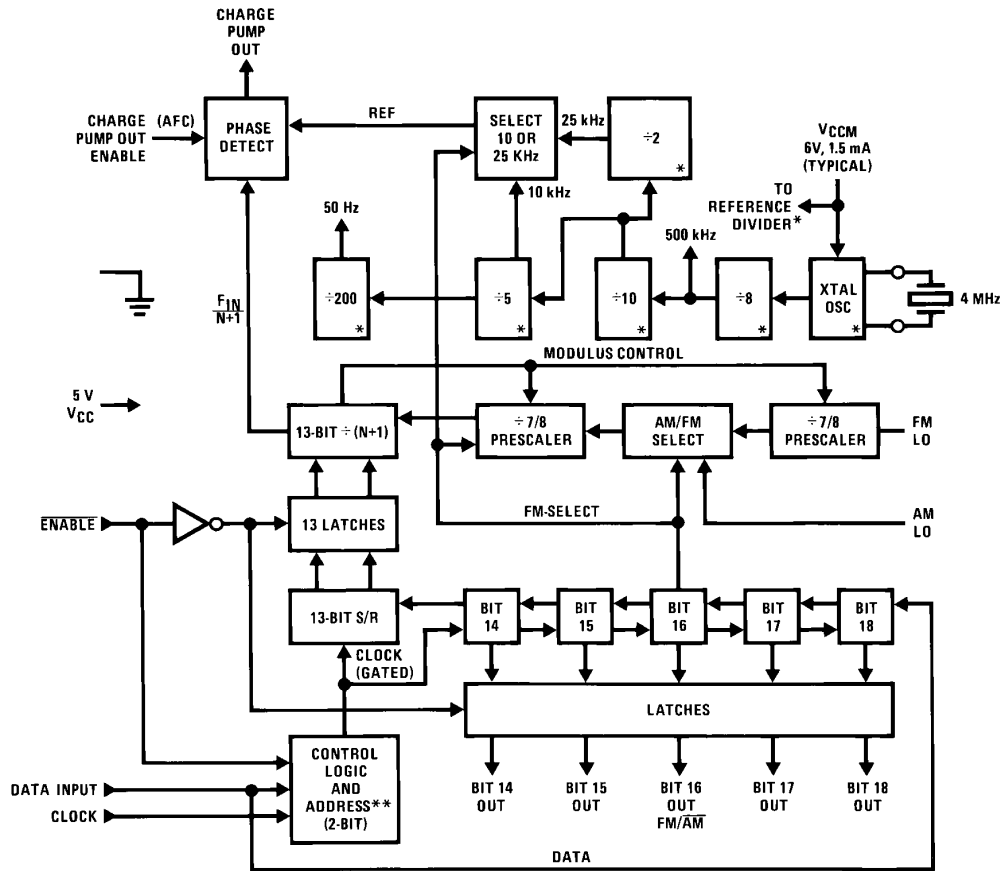 CHARGE
PUMP
OUT
CHARGE (AFC)
PUMP OUT
ENABLE
PHASE
DETECT
REF
SELECT
10 OR
25 KHz
25 kHz
÷2
*
VCCM
6V, 1.5 mA
(TYPICAL)
TO
REFERENCE
DIVIDER*
10 kHz
50 Hz
500 kHz
÷200
*
÷5
*
÷10
*
÷8
*
XTAL
OSC
*
4 MHz
FIN
N+1
MODULUS CONTROL
5 V
VCC
13-BIT ÷(N+1)
÷7/8
PRESCALER
AM/FM
SELECT
÷7/8
PRESCALER
FM
LO
ENABLE
13 LATCHES
FM-SELECT
AM
LO
13-BIT S/R
BIT
14
BIT
15
BIT
16
BIT
17
BIT
18
CLOCK
(GATED)
LATCHES
CONTROL
LOGIC
AND
ADDRESS**
(2-BIT)
DATA INPUT
CLOCK
BIT 14
OUT
BIT 15
OUT
BIT 16
OUT
FM/AM
BIT 17
OUT
BIT 18
OUT
DATA